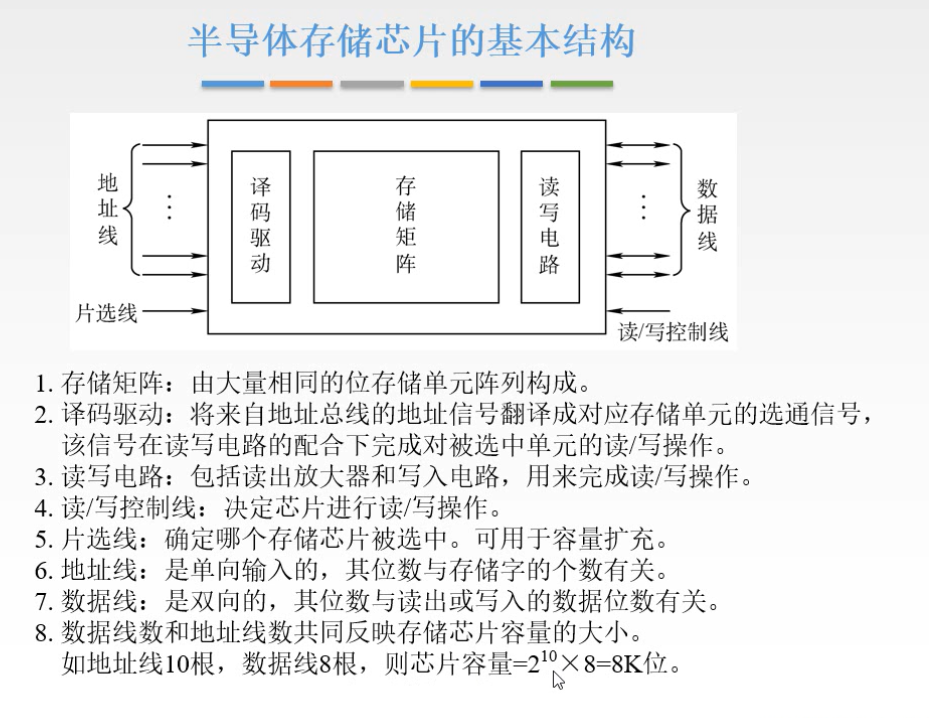 半导体存储芯片的基本结构
地址线
片选线
译码驱动
存储矩阵
读写电路
数据线
读/写控制线
1. 存储矩阵：由大量相同的位存储单元阵列构成。
2. 译码驱动：将来自地址总线的地址信号翻译成对应存储单元的选通信号，
该信号在读写电路的配合下完成对被选中单元的读/写操作。
3. 读写电路：包括读出放大器和写入电路，用来完成读/写操作。
4. 读/写控制线：决定芯片进行读/写操作。
5. 片选线：确定哪个存储芯片被选中。可用于容量扩充。
6. 地址线：是单向输入的，其位数与存储字的个数有关。
7. 数据线：是双向的，其位数与读出或写入的数据位数有关。
8. 数据线数和地址线数共同反映存储芯片容量的大小。
如地址线10根，数据线8根，则芯片容量=2¹⁰×8=8K位。